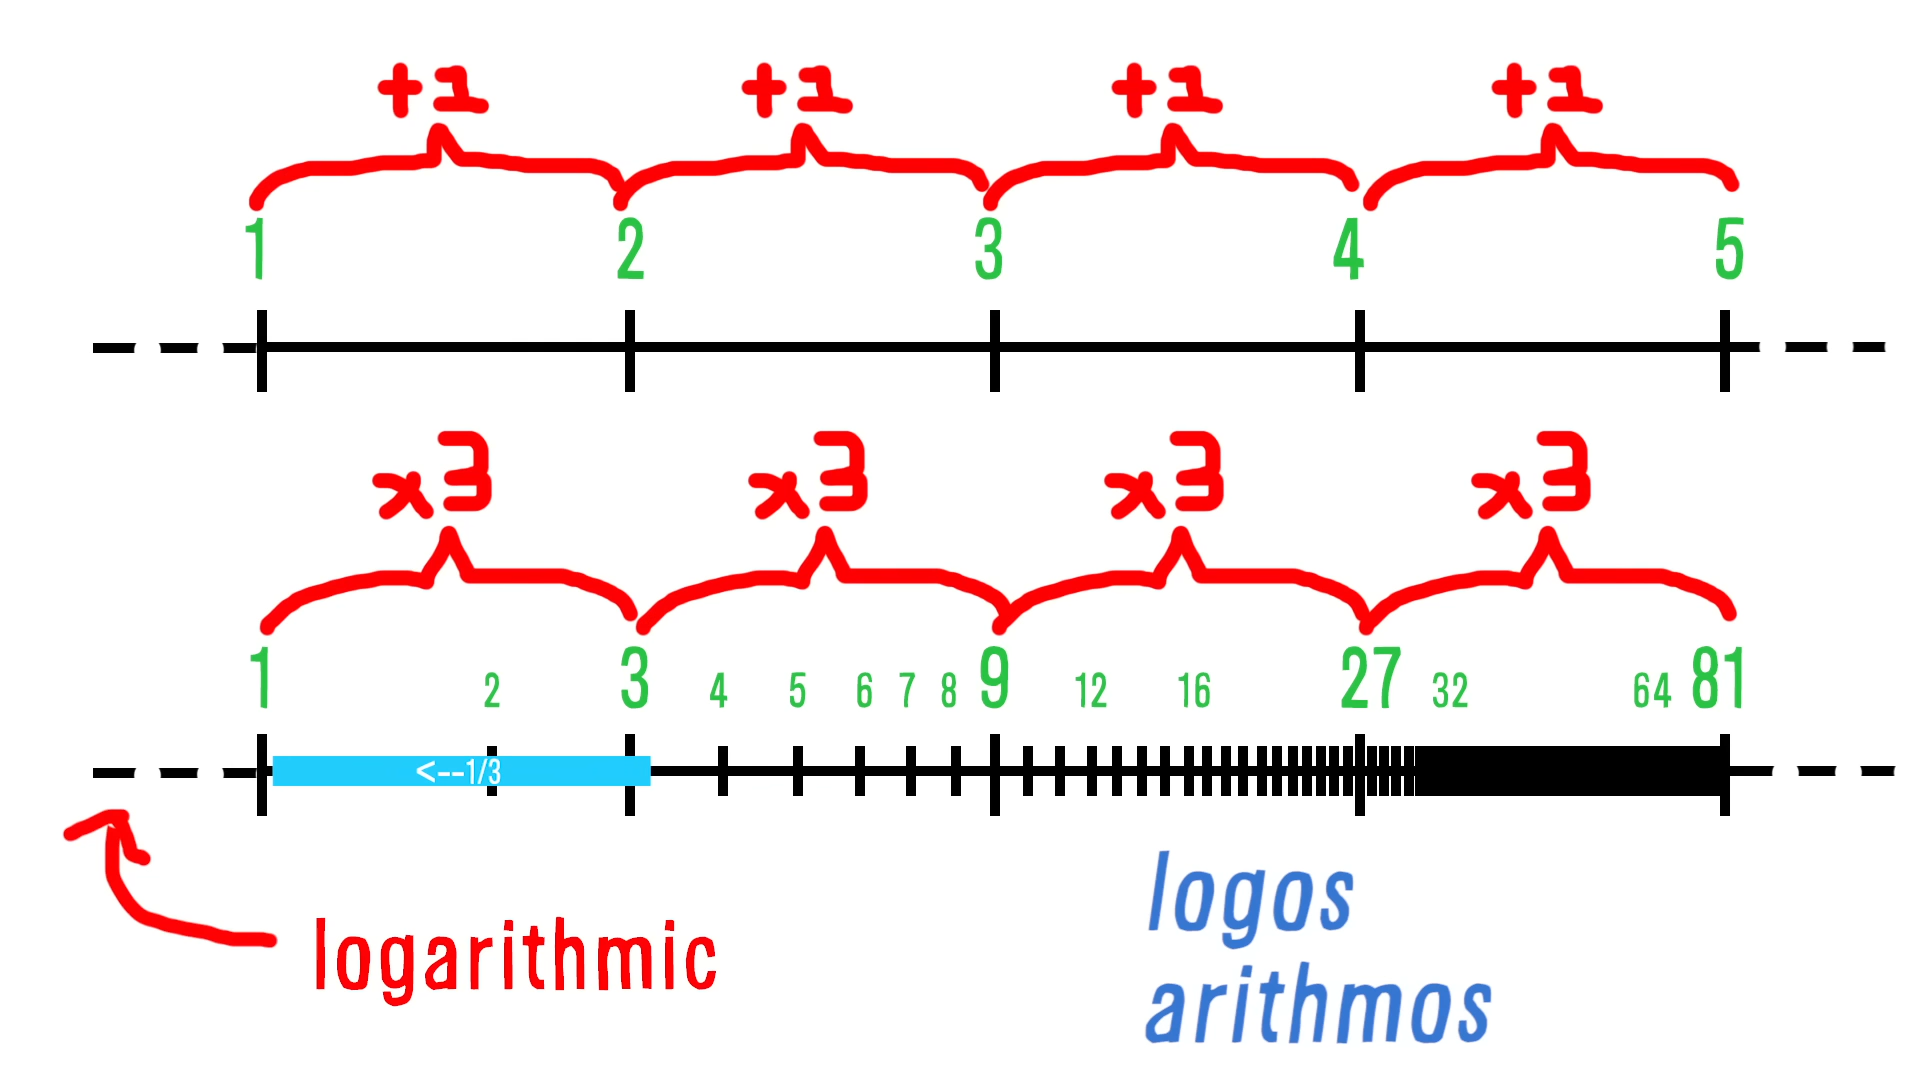 +1 +1 +1 +1
1 2 3 4 5
x3 x3 x3 x3
1 2 3 4 5 6 7 8 9 12 16 27 32 64 81
<--1/3
logarithmic
logos
arithmos